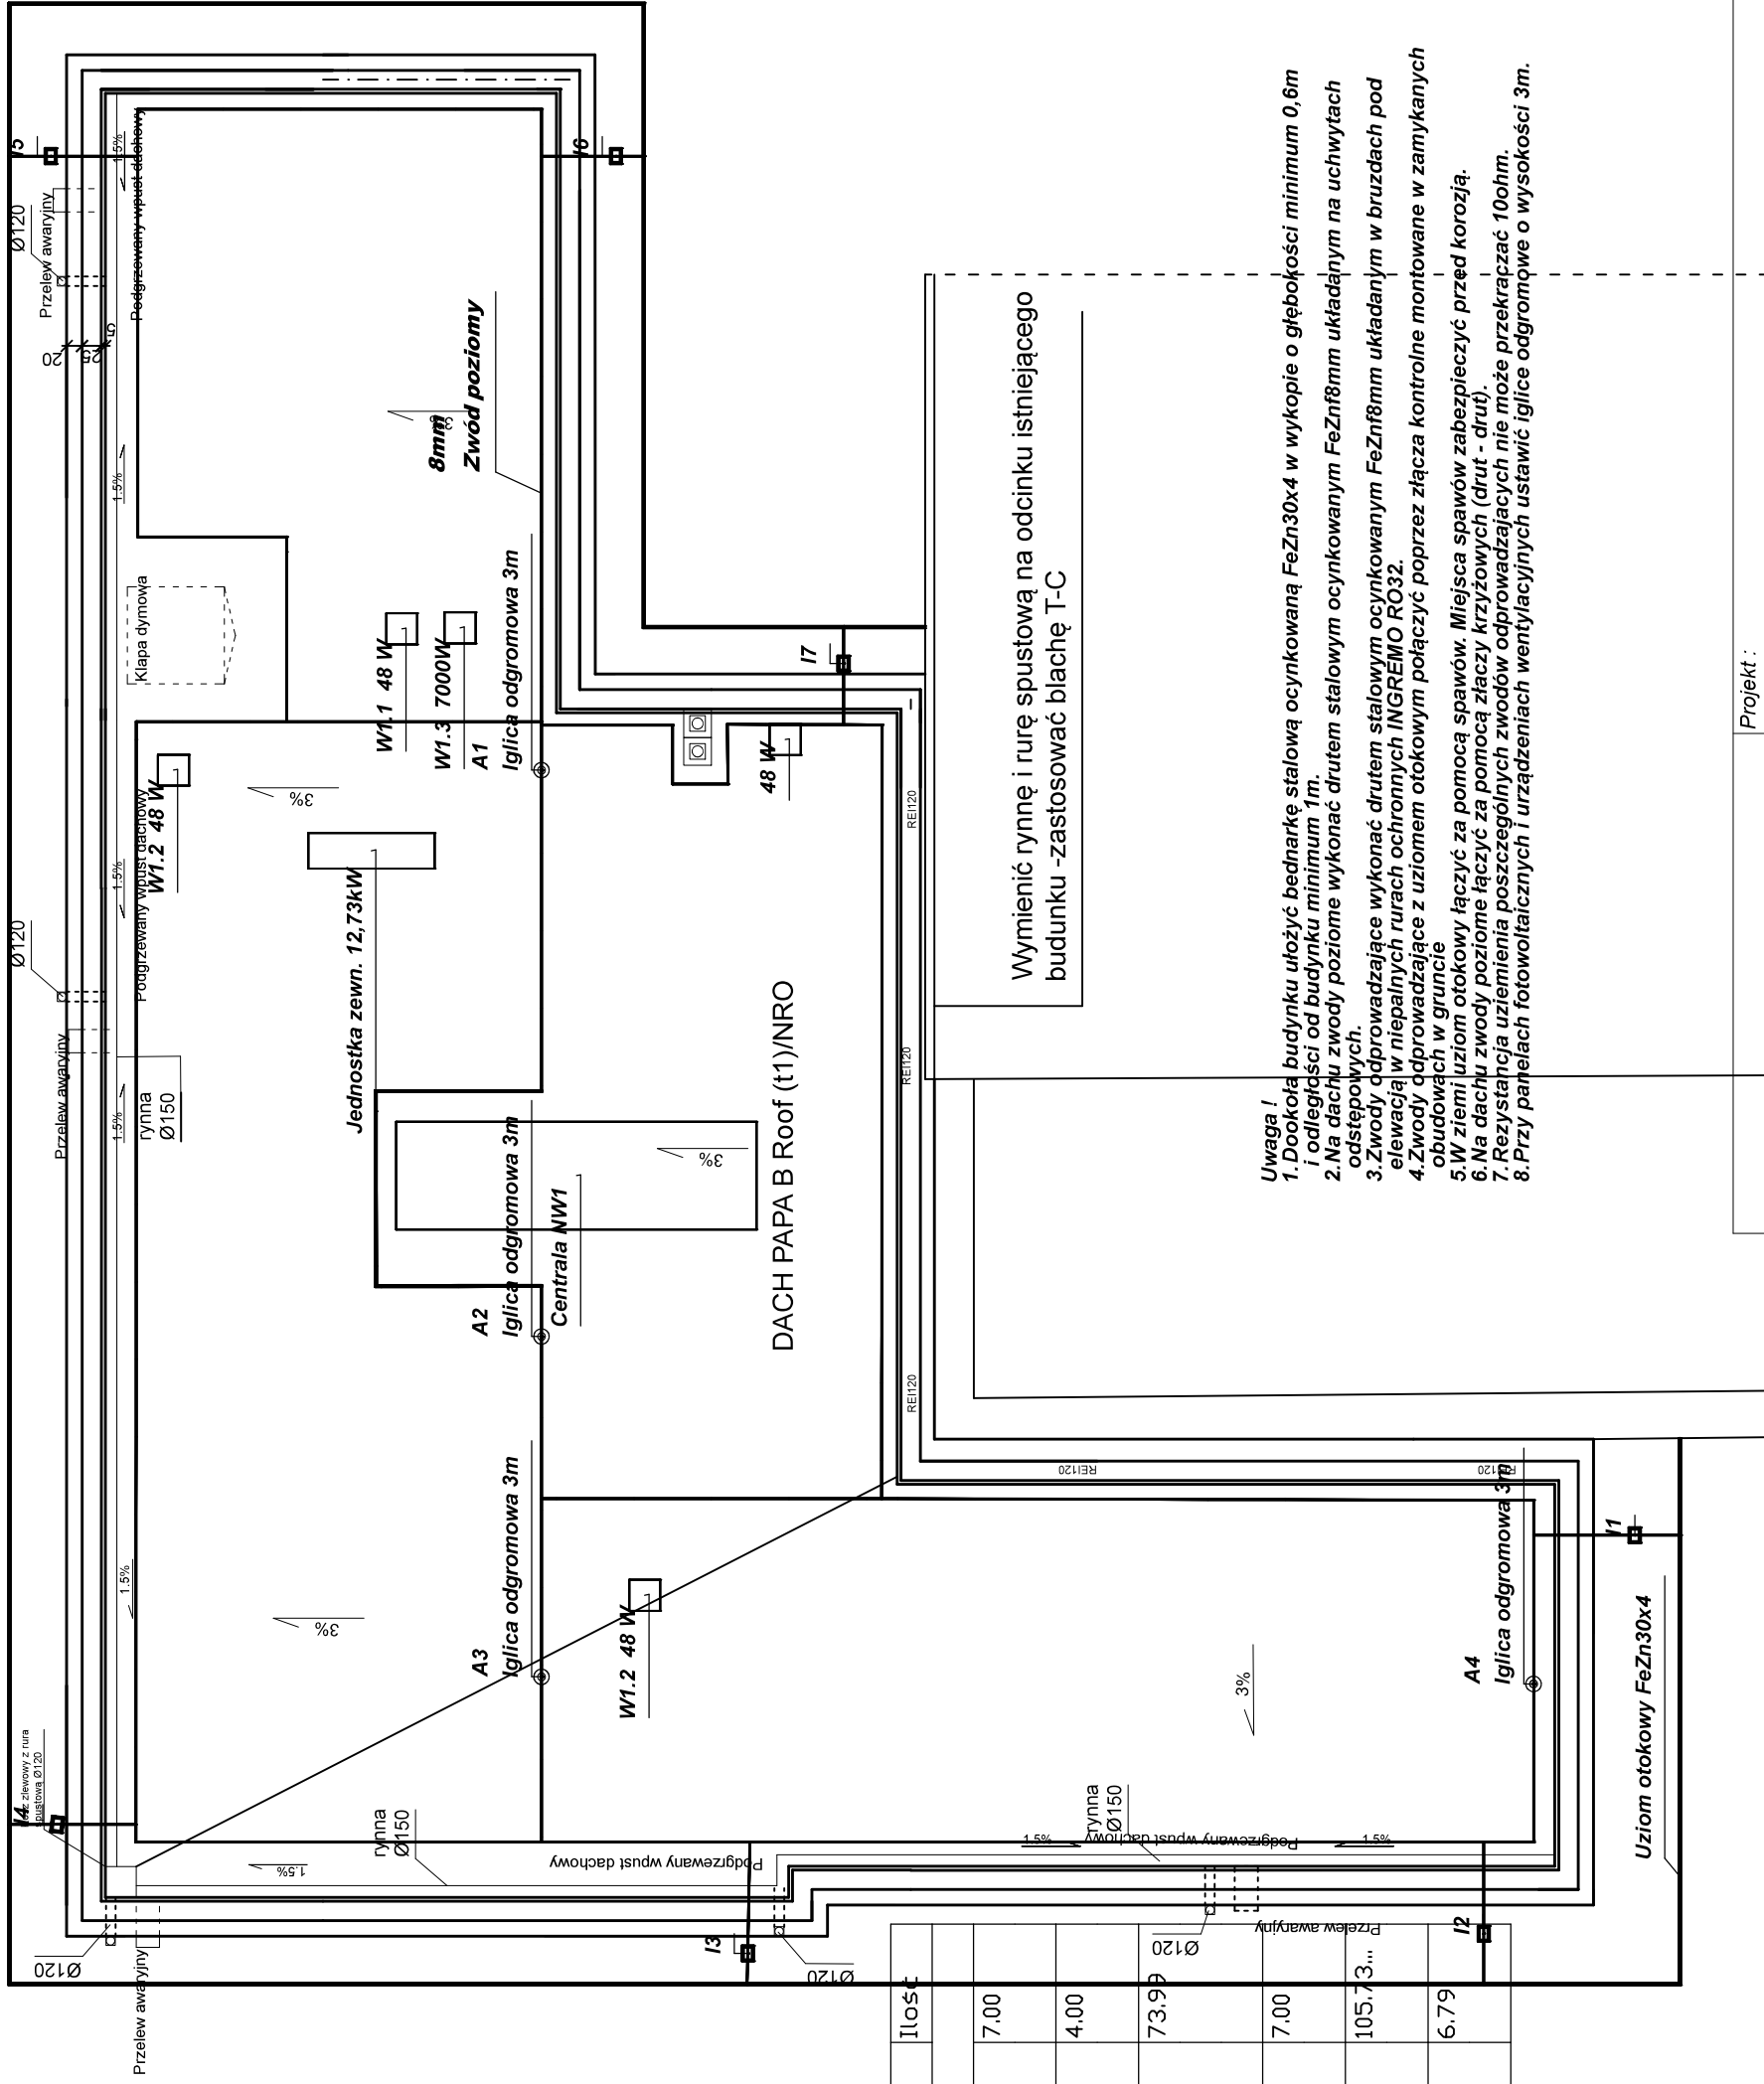 I5
I6
I7
I4
I3
I2
I1
Ø120
Przelew awaryjny
1.5%
Podgrzewany wpust dachowy
20
25
5
8mm
Zwód poziomy
1.5%
Klapa dymowa
W1.1 48 W
W1.3 7000W
A1
Iglica odgromowa 3m
W1.2 48 W
3%
48 W
Podgrzewany wpust dachowy
1.5%
Ø120
Przelew awaryjny
1.5%
rynna
Ø150
Jednostka zewn. 12,73kW
3%
A2
Iglica odgromowa 3m
Centrala NW1
DACH PAPA B Roof (t1)/NRO
REI120
REI120
REI120
REI120
REI120
A3
Iglica odgromowa 3m
W1.2 48 W
1.5%
3%
3%
A4
Iglica odgromowa 3m
Uziom otokowy FeZn30x4
zlewowy z rura
spustową Ø120
rynna
Ø150
1.5%
Podgrzewany wpust dachowy
rynna
Ø150
1.5%
Podgrzewany wpust dachowy
1.5%
Ø120
Przelew awaryjny
Ø120
Ø120
Przelew awaryjny
Wymienić rynnę i rurę spustową na odcinku istniejącego
budunku -zastosować blachę T-C
Uwaga !
1.Dookoła budynku ułożyć bednarkę stalową ocynkowaną FeZn30x4 w wykopie o głębokości minimum 0,6m
i odległości od budynku minimum 1m.
2.Na dachu zwody poziome wykonać drutem stalowym ocynkowanym FeZnf8mm układanym na uchwytach
odstępowych.
3.Zwody odprowadzające wykonać drutem stalowym ocynkowanym FeZnf8mm układanym w bruzdach pod
elewacją w niepalnych rurach ochronnych INGREMO RO32.
4.Zwody odprowadzające z uziomem otokowym połączyć poprzez złącza kontrolne montowane w zamykanych
obudowach w gruncie
5.W ziemi uziom otokowy łączyć za pomocą spawów. Miejsca spawów zabezpieczyć przed korozją.
6.Na dachu zwody poziome łączyć za pomocą złaczy krzyżowych (drut - drut).
7.Rezystancja uziemienia poszczególnych zwodów odprowadzających nie może przekraczać 10ohm.
8.Przy panelach fotowoltaicznych i urządzeniach wentylacyjnych ustawić iglice odgromowe o wysokości 3m.
Projekt :
Ilość
7.00
4.00
73.99
7.00
105.73...
6.79